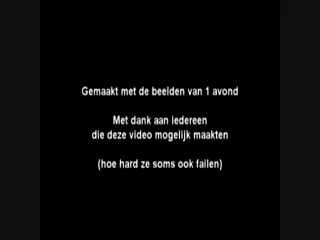 Gemaakt met de beelden van 1 avond
Met dank aan iedereen
die deze video mogelijk maakten
(hoe hard ze soms ook failen)